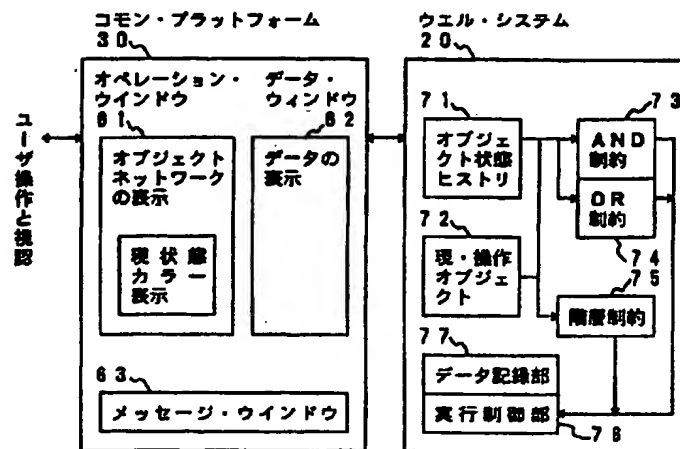 コモン・プラットフォーム
30
オペレーション・
ウインドウ
61
データ・
ウィンドウ
62
オブジェクト
ネットワーク
の表示
現状態
カラー
表示
データの
表示
63
メッセージ・ウインドウ
ユーザ操作と視認
ウエル・システム
20
71
オブジェ
クト状態
ヒストリ
72
現・操作
オブジェ
クト
73
AND
制約
OR
制約
74
75
階層制約
77
データ記録部
実行制御部
76